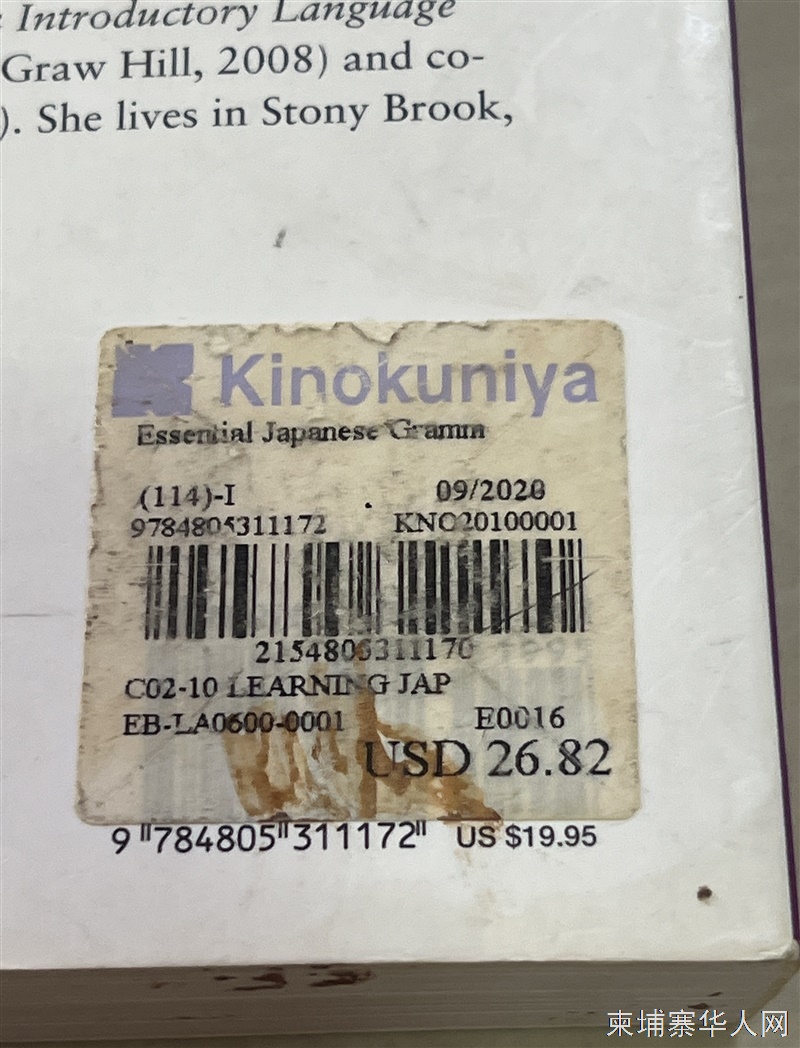 : Introductory Language
Graw Hill, 2008) and co-
). She lives in Stony Brook,
Kinokuniya
Essential Japanese Gramm
(114)-I 09/2020
9784805311172 KNO20100001
2154805311170
C02-10 LEARNING JAP
EB-LA0600-0001 E0016
USD 26.82
9 784805 311172 US $19.95
柬埔寨华人网